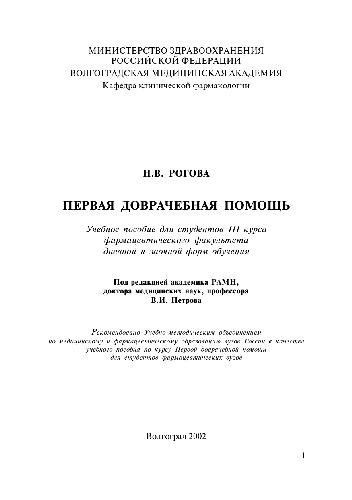 МИНИСТЕРСТВО ЗДРАВООХРАНЕНИЯ
РОССИЙСКОЙ ФЕДЕРАЦИИ
ВОЛГОГРАДСКАЯ МЕДИЦИНСКАЯ АКАДЕМИЯ
Кафедра клинической фармакологии
Н.В. РОГОВА
ПЕРВАЯ ДОВРАЧЕБНАЯ ПОМОЩЬ
Учебное пособие для студентов III курса
фармацевтического факультета
дневной и заочной форм обучения
Под редакцией академика РАМН,
доктора медицинских наук, профессора
В.И. Петрова
Рекомендовано Учебно-методическим объединением
по медицинскому и фармацевтическому образованию вузов России в качестве
учебного пособия по курсу Первой доврачебной помощи
для студентов фармацевтических вузов
Волгоград 2002
1